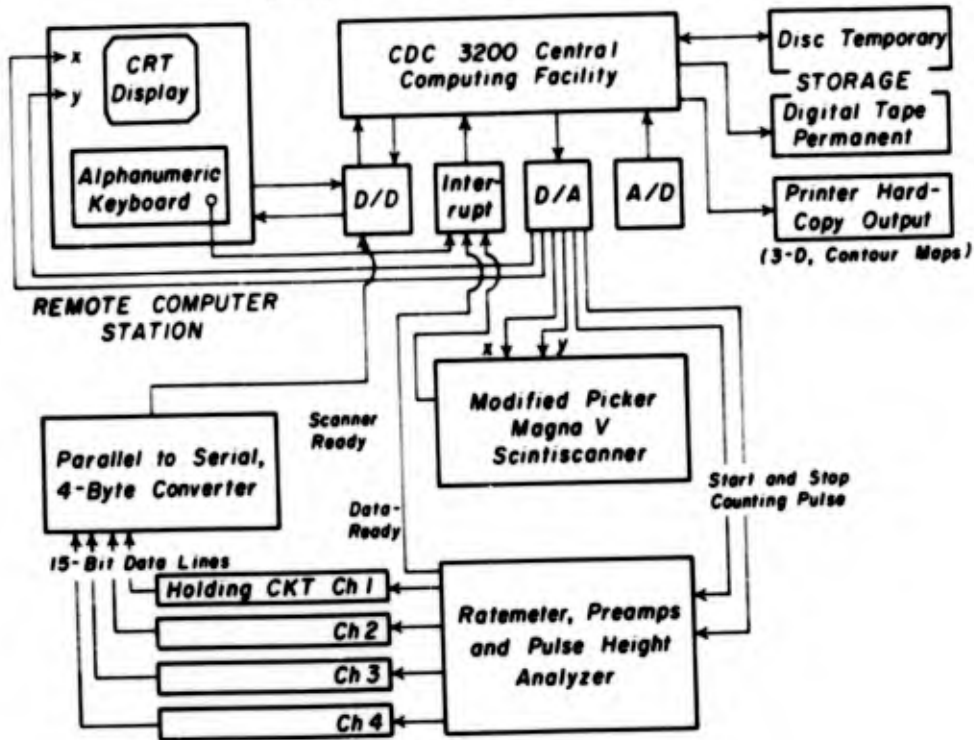 x
y
CRT
Display
Alphanumeric
Keyboard
REMOTE COMPUTER
STATION
CDC 3200 Central
Computing Facility
D/D
Inter-
rupt
D/A
A/D
Disc Temporary
STORAGE
Digital Tape
Permanent
Printer Hard-
Copy Output
(3-D, Contour Maps)
x
y
Modified Picker
Magna V
Scintiscanner
Scanner
Ready
Data-
Ready
Start and Stop
Counting Pulse
Parallel to Serial,
4-Byte Converter
15-Bit Data Lines
Holding CKT Ch 1
Ch 2
Ch 3
Ch 4
Ratemeter, Preamps
and Pulse Height
Analyzer